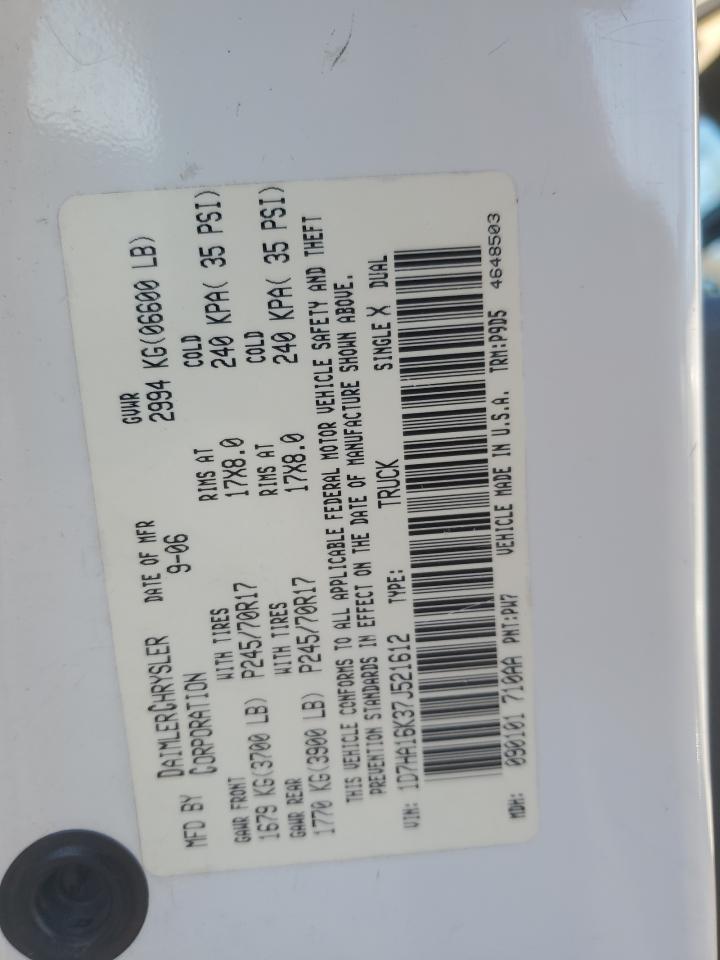 MFD BY DAIMLERCHRYSLER CORPORATION DATE OF MFR 9-06 GVWR 2994 KG(06600 LB)
GAWR FRONT WITH TIRES RIMS AT COLD
1679 KG(3700 LB) P245/70R17 17X8.0 240 KPA( 35 PSI)
GAWR REAR WITH TIRES RIMS AT COLD
1770 KG(3900 LB) P245/70R17 17X8.0 240 KPA( 35 PSI)
THIS VEHICLE CONFORMS TO ALL APPLICABLE FEDERAL MOTOR VEHICLE SAFETY AND THEFT
PREVENTION STANDARDS IN EFFECT ON THE DATE OF MANUFACTURE SHOWN ABOVE.
VIN: 1D7HA16K37J521612 TYPE: TRUCK SINGLE X DUAL
MDH: 090101 710AA PNT:PW7 VEHICLE MADE IN U.S.A. TRM:P9D5 4648503